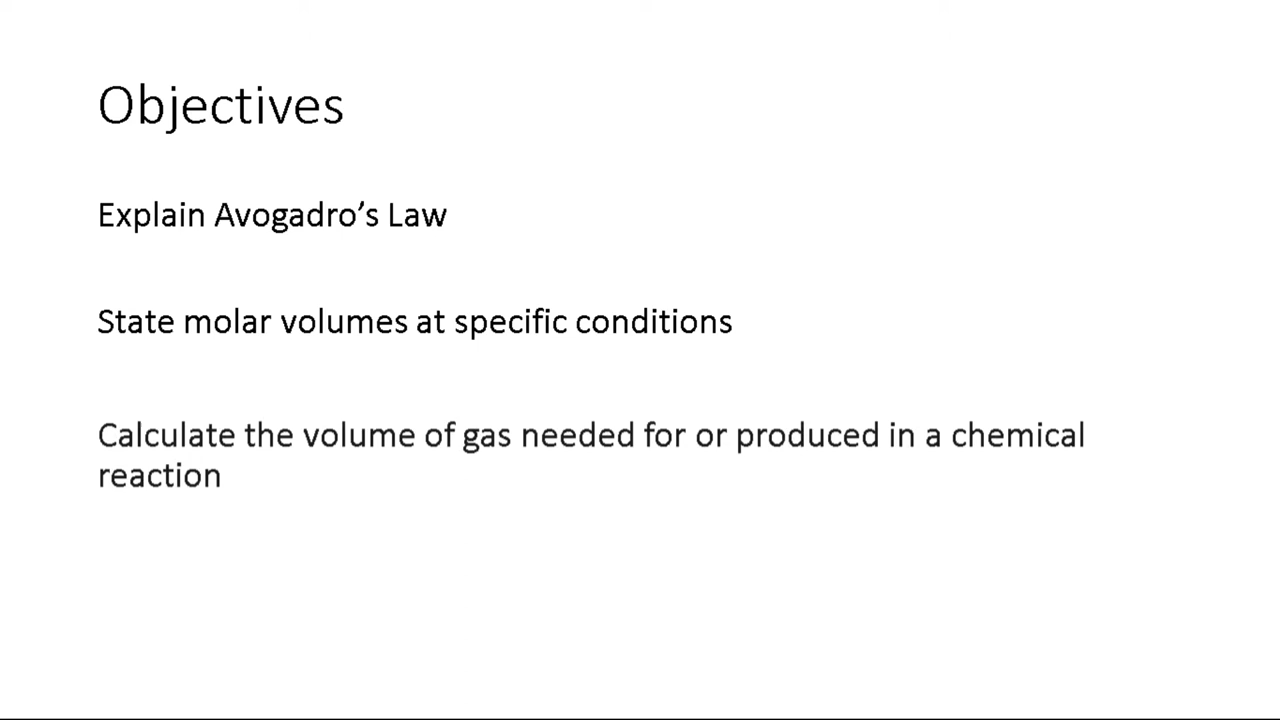 Objectives
Explain Avogadro’s Law
State molar volumes at specific conditions
Calculate the volume of gas needed for or produced in a chemical
reaction